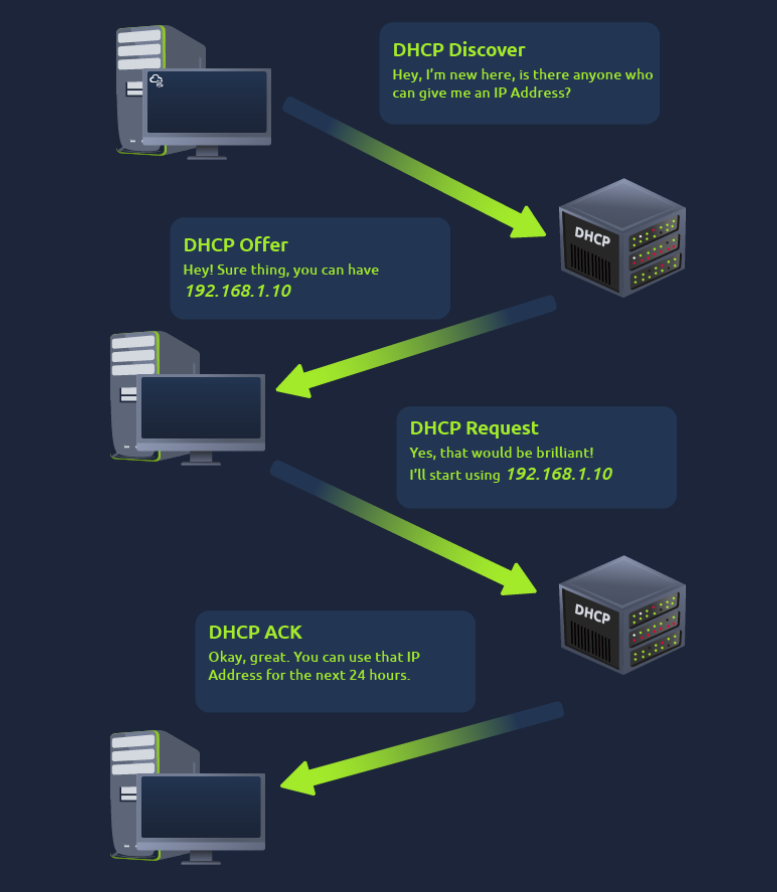 DHCP Discover
Hey, I'm new here, is there anyone who
can give me an IP Address?
DHCP
DHCP Offer
Hey! Sure thing, you can have
192.168.1.10
DHCP Request
Yes, that would be brilliant!
I'll start using 192.168.1.10
DHCP
DHCP ACK
Okay, great. You can use that IP
Address for the next 24 hours.